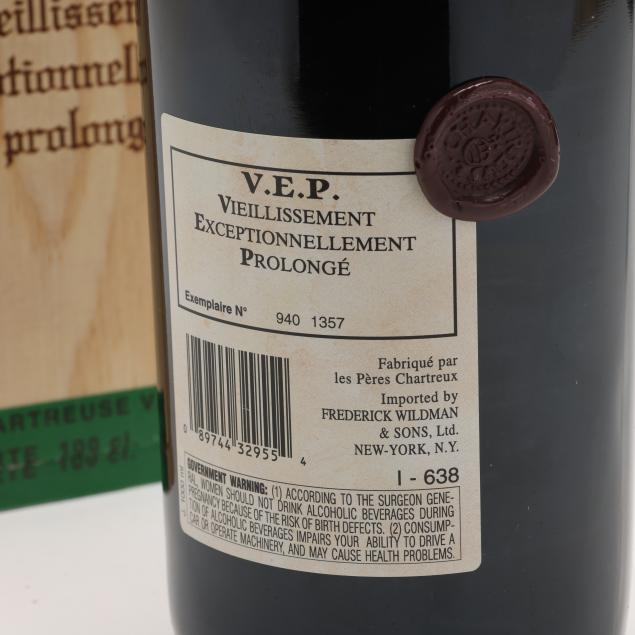 V.E.P.
VIEILLISSEMENT
EXCEPTIONNELLEMENT
PROLONGÉ
Exemplaire N° 940 1357
0 89744 32955 4
Fabriqué par
les Pères Chartreux
Imported by
FREDERICK WILDMAN
& SONS, Ltd.
NEW-YORK, N.Y.
I - 638
GOVERNMENT WARNING: (1) ACCORDING TO THE SURGEON GENE-
RAL, WOMEN SHOULD NOT DRINK ALCOHOLIC BEVERAGES DURING
PREGNANCY BECAUSE OF THE RISK OF BIRTH DEFECTS. (2) CONSUMP-
TION OF ALCOHOLIC BEVERAGES IMPAIRS YOUR ABILITY TO DRIVE A
CAR OR OPERATE MACHINERY, AND MAY CAUSE HEALTH PROBLEMS.
eillissem
tionnell
prolong
ARTREUSE V